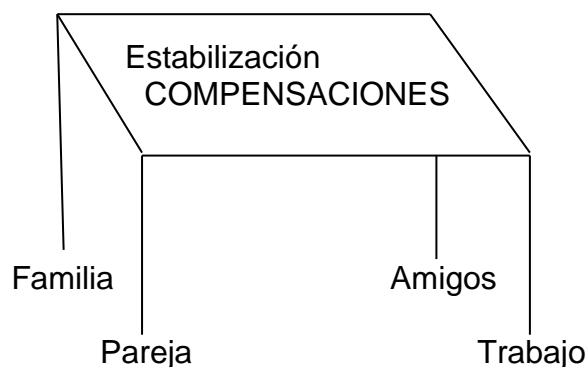 Estabilización
COMPENSACIONES
Familia
Amigos
Pareja
Trabajo